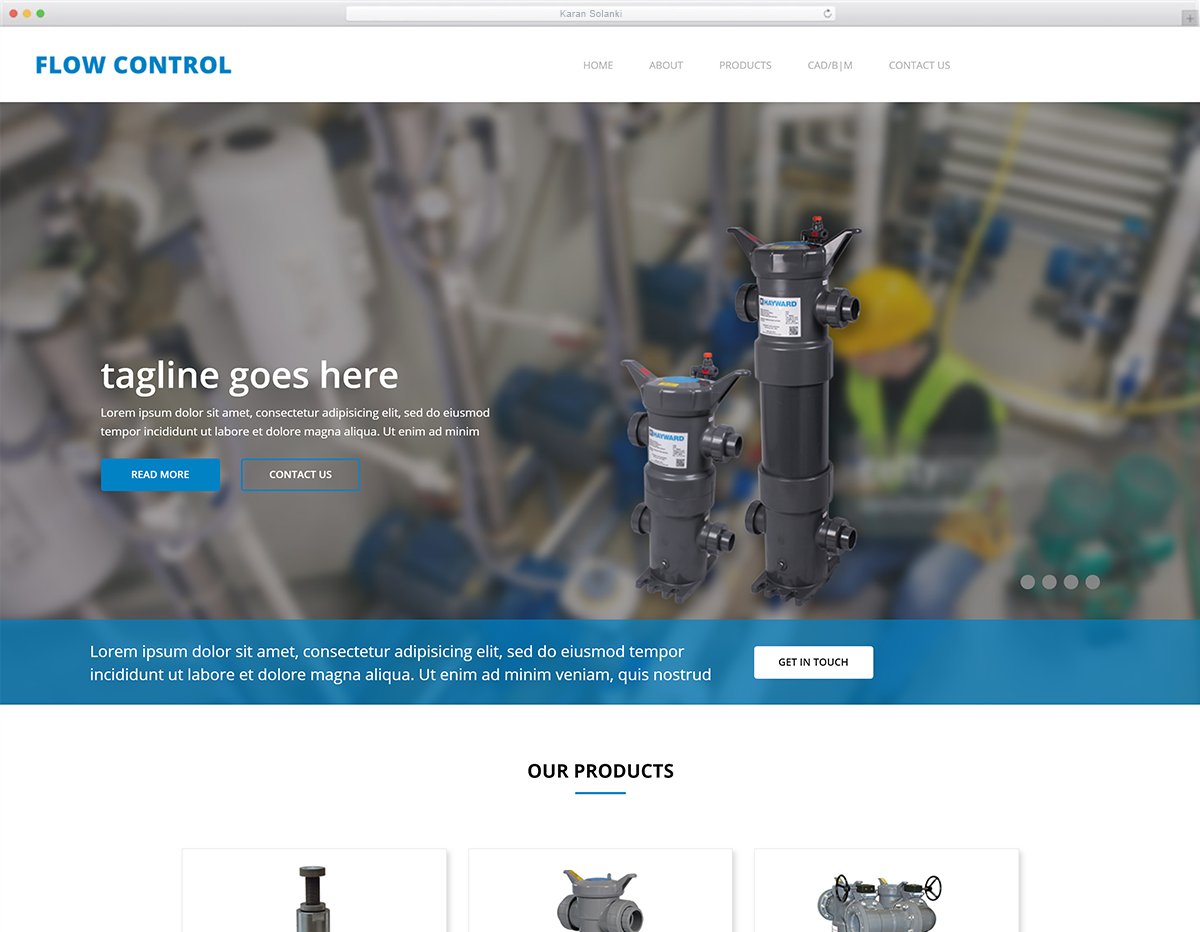 Karan Solanki
FLOW CONTROL
HOME ABOUT PRODUCTS CAD/B|M CONTACT US
HAYWARD
HAYWARD
tagline goes here
Lorem ipsum dolor sit amet, consectetur adipisicing elit, sed do eiusmod
tempor incididunt ut labore et dolore magna aliqua. Ut enim ad minim
READ MORE CONTACT US
Lorem ipsum dolor sit amet, consectetur adipisicing elit, sed do eiusmod tempor
incididunt ut labore et dolore magna aliqua. Ut enim ad minim veniam, quis nostrud
GET IN TOUCH
OUR PRODUCTS